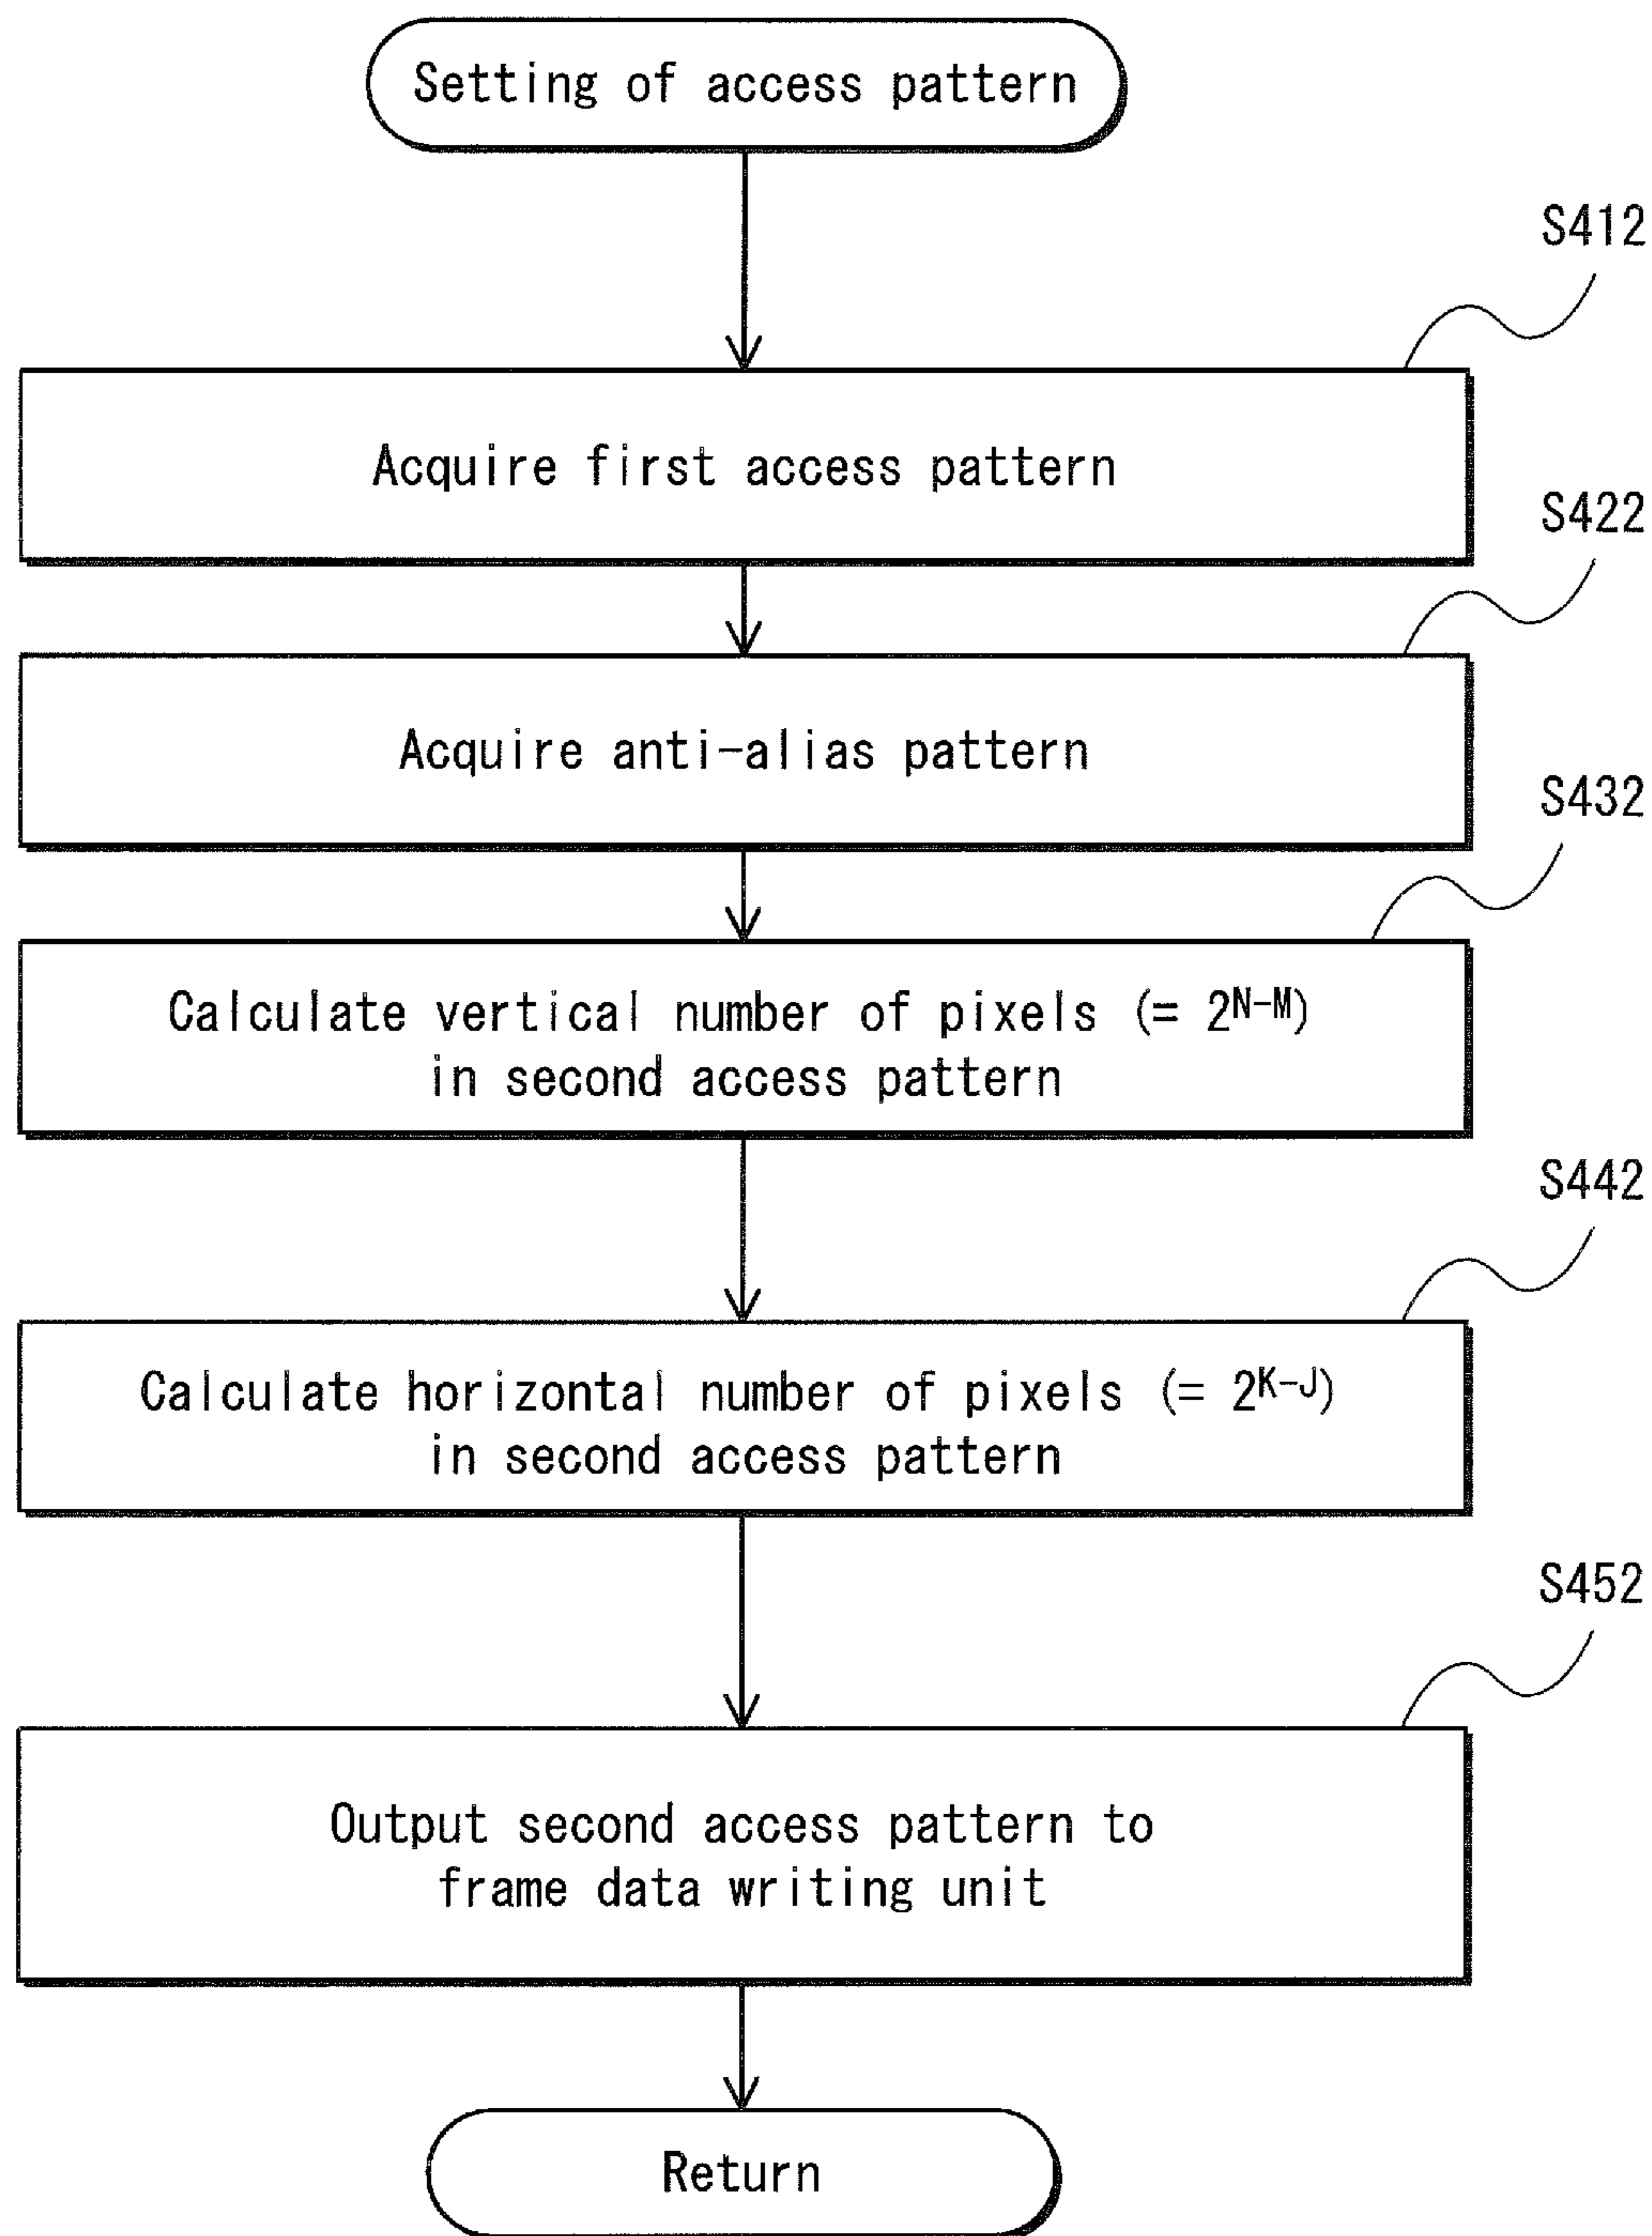 Setting of access pattern
S412
Acquire first access pattern
S422
Acquire anti-alias pattern
S432
Calculate vertical number of pixels (= 2^{N-M})
in second access pattern
S442
Calculate horizontal number of pixels (= 2^{K-J})
in second access pattern
S452
Output second access pattern to
frame data writing unit
Return